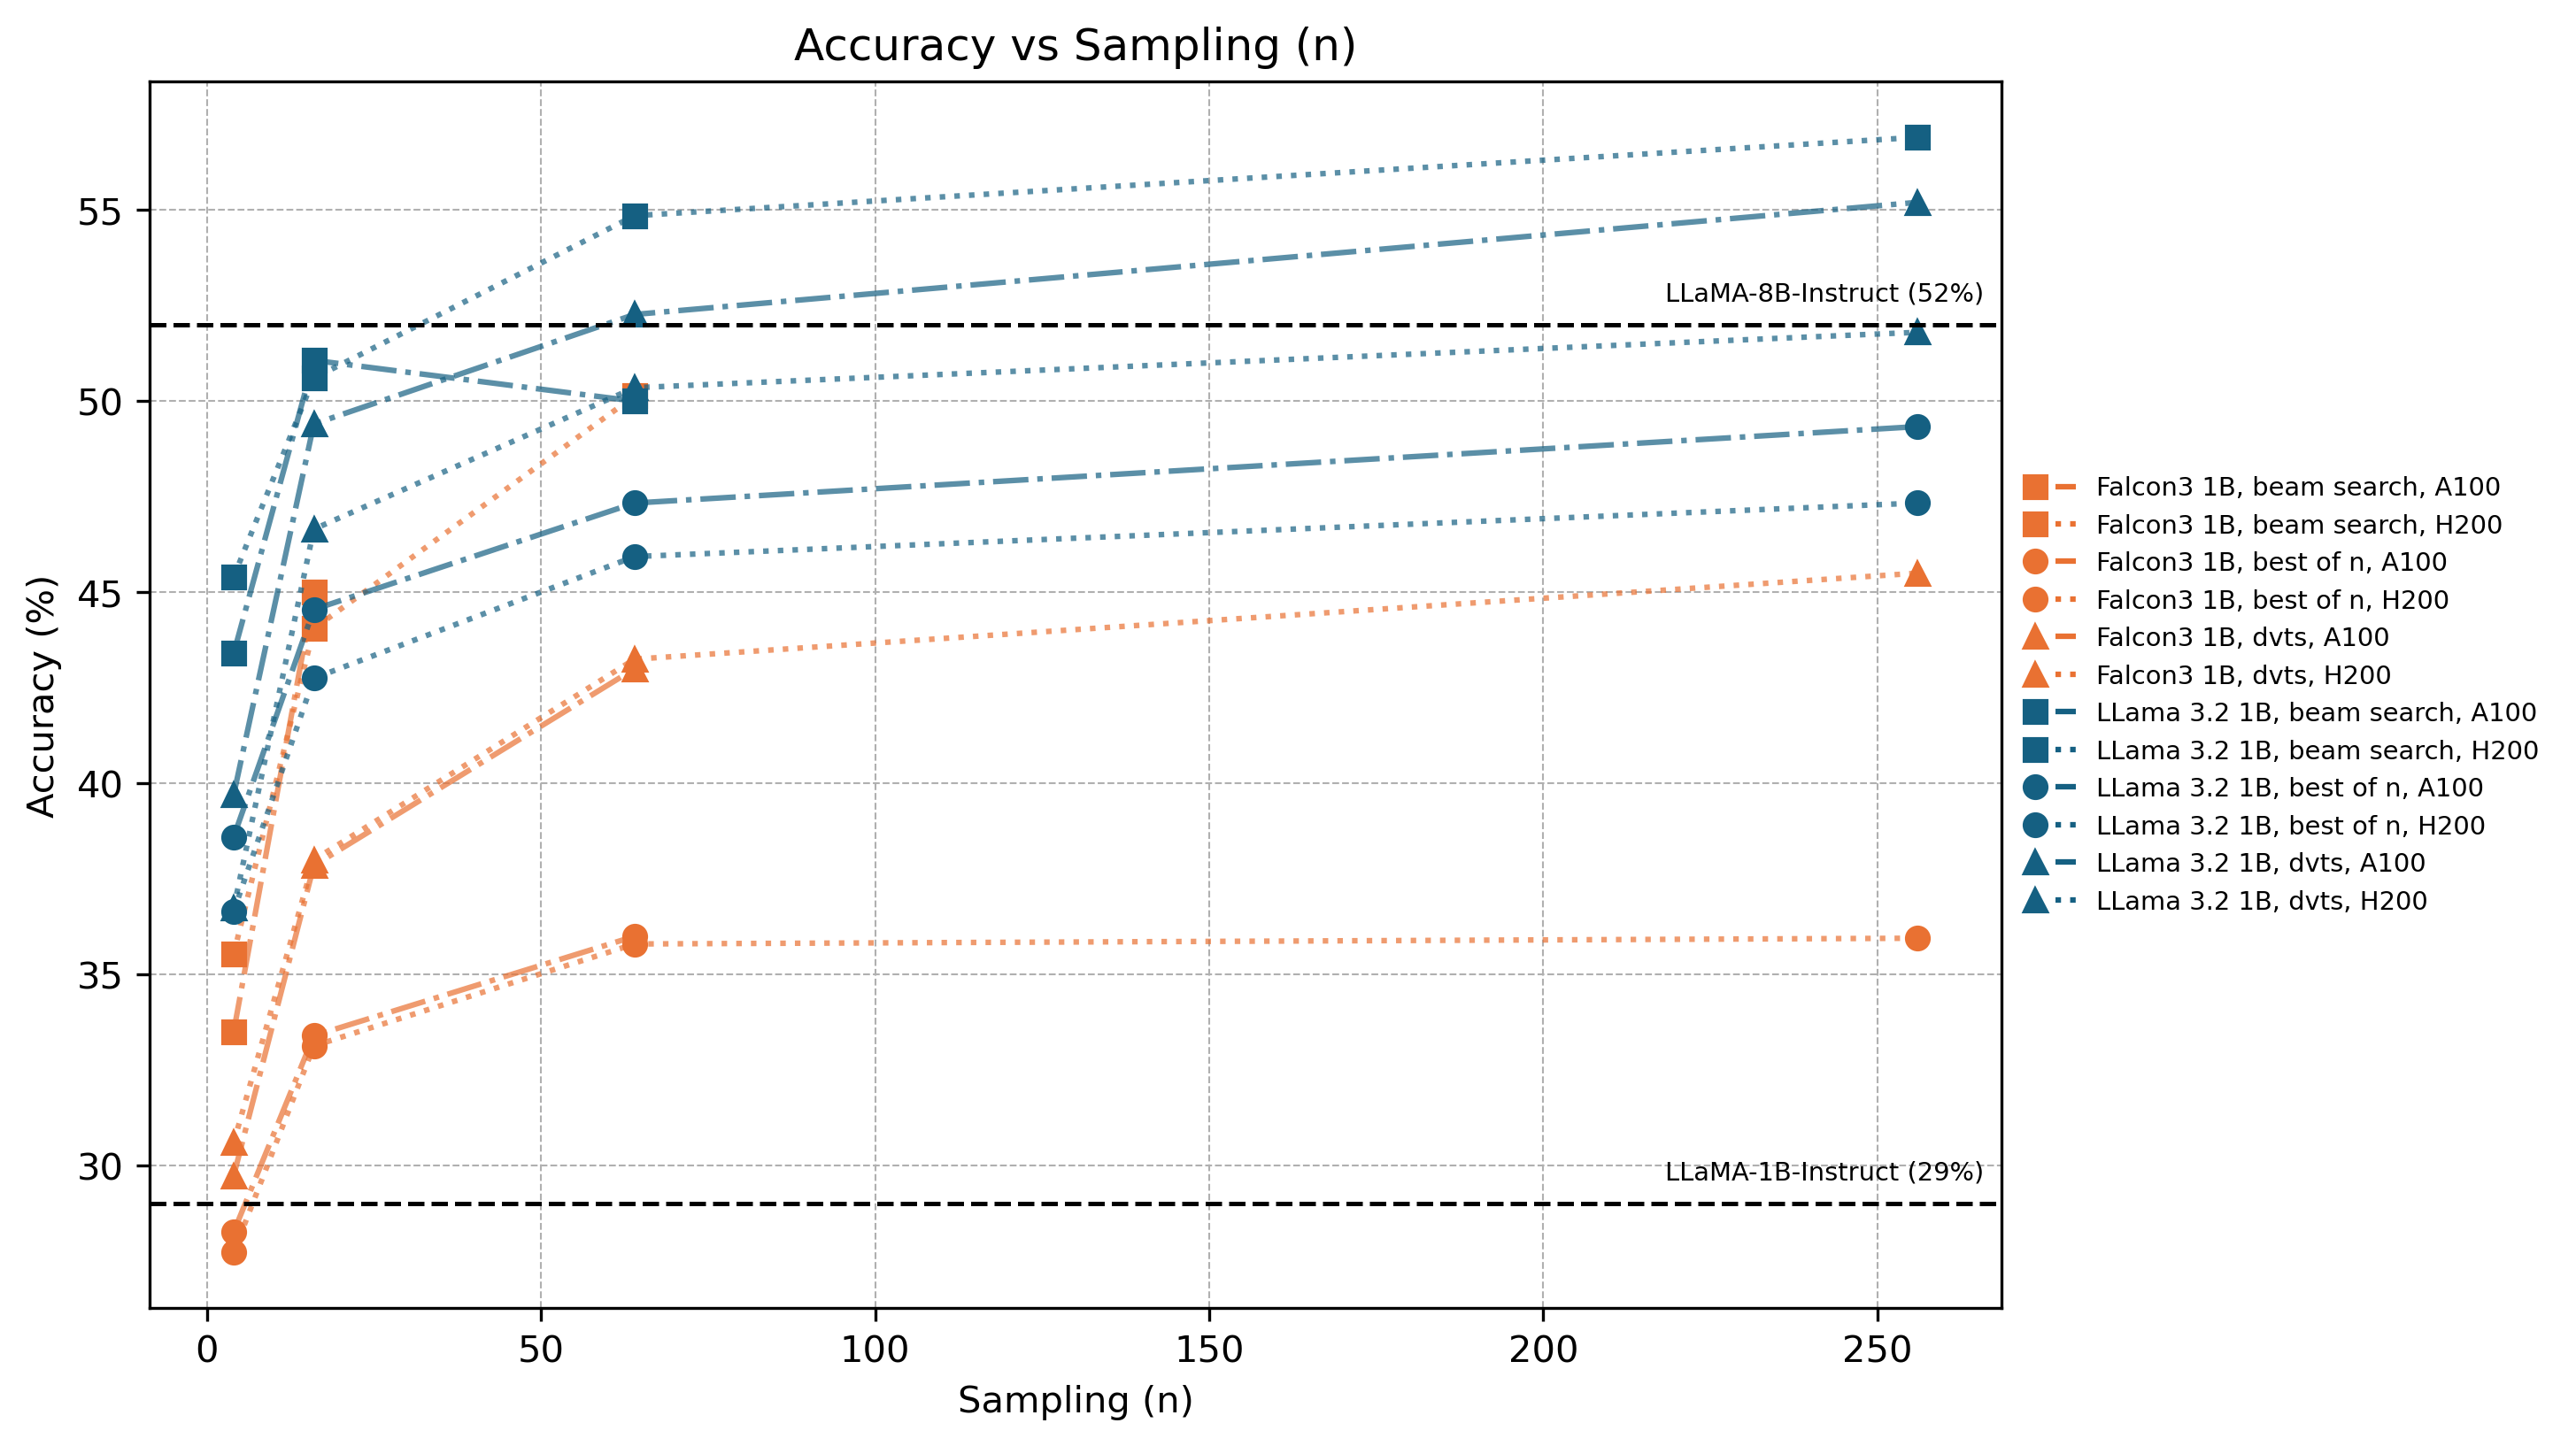 Accuracy vs Sampling (n)
Accuracy (%)
55
50
45
40
35
30
LLaMA-8B-Instruct (52%)
LLaMA-1B-Instruct (29%)
0
50
100
150
200
250
Sampling (n)
Falcon3 1B, beam search, A100
Falcon3 1B, beam search, H200
Falcon3 1B, best of n, A100
Falcon3 1B, best of n, H200
Falcon3 1B, dvts, A100
Falcon3 1B, dvts, H200
LLama 3.2 1B, beam search, A100
LLama 3.2 1B, beam search, H200
LLama 3.2 1B, best of n, A100
LLama 3.2 1B, best of n, H200
LLama 3.2 1B, dvts, A100
LLama 3.2 1B, dvts, H200